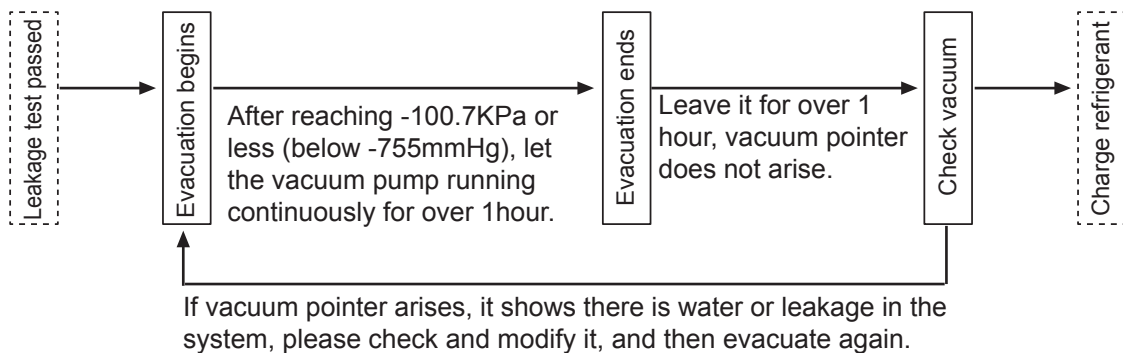 Leakage test passed
Evacuation begins
After reaching -100.7KPa or
less (below -755mmHg), let
the vacuum pump running
continuously for over 1hour.
Evacuation ends
Leave it for over 1
hour, vacuum pointer
does not arise.
Check vacuum
Charge refrigerant
If vacuum pointer arises, it shows there is water or leakage in the
system, please check and modify it, and then evacuate again.